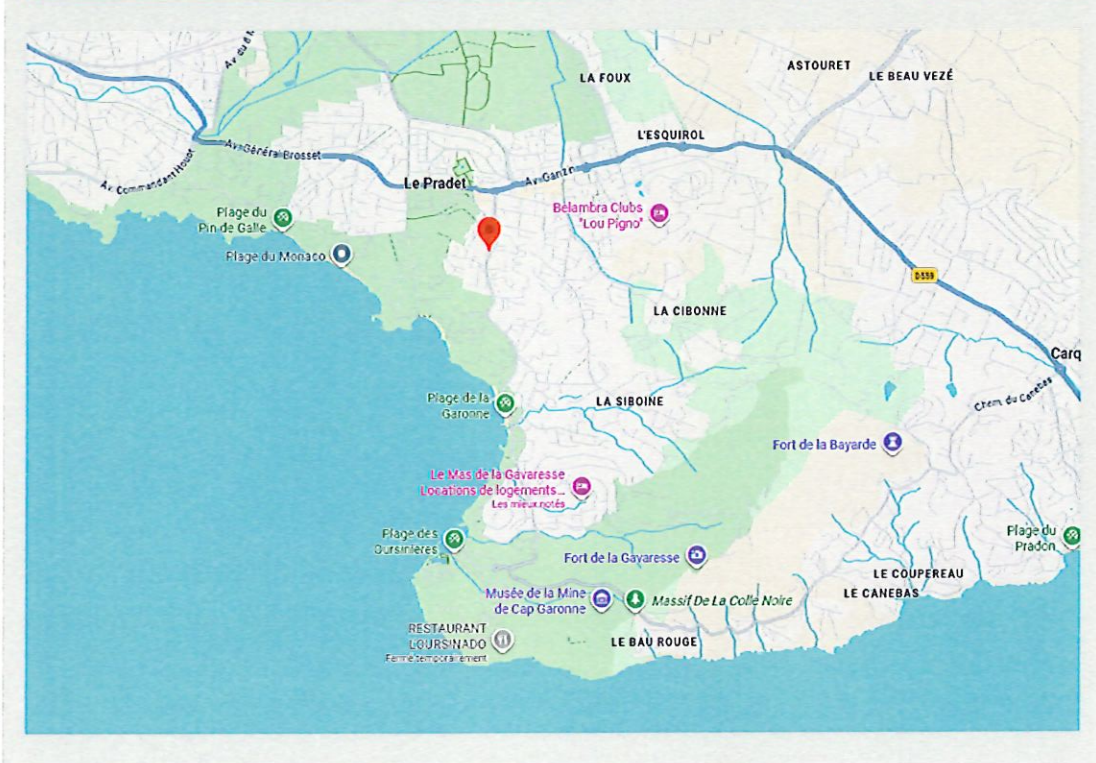 ASTOURET
LE BEAU VEZÉ
LA FOUX
L'ESQUIROL
Av. Général Brosset
Av. Commandant Houot
Le Pradet
Av. Ganzin
Plage du
Pin de Galle
Belambra Clubs
"Lou Pigno"
Plage du Monaco
D559
LA CIBONNE
Carq
Chem. du Canebas
Plage de la
Garonne
LA SIBOINE
Fort de la Bayarde
Le Mas de la Gavaresse
Locations de logements...
Les mieux notés
Plage des
Oursinières
Plage du
Pradon
Fort de la Gavaresse
LE COUPEREAU
LE CANEBAS
Musée de la Mine
de Cap Garonne
Massif De La Colle Noire
RESTAURANT
L'OURSINADO
Fermé temporairement
LE BAU ROUGE